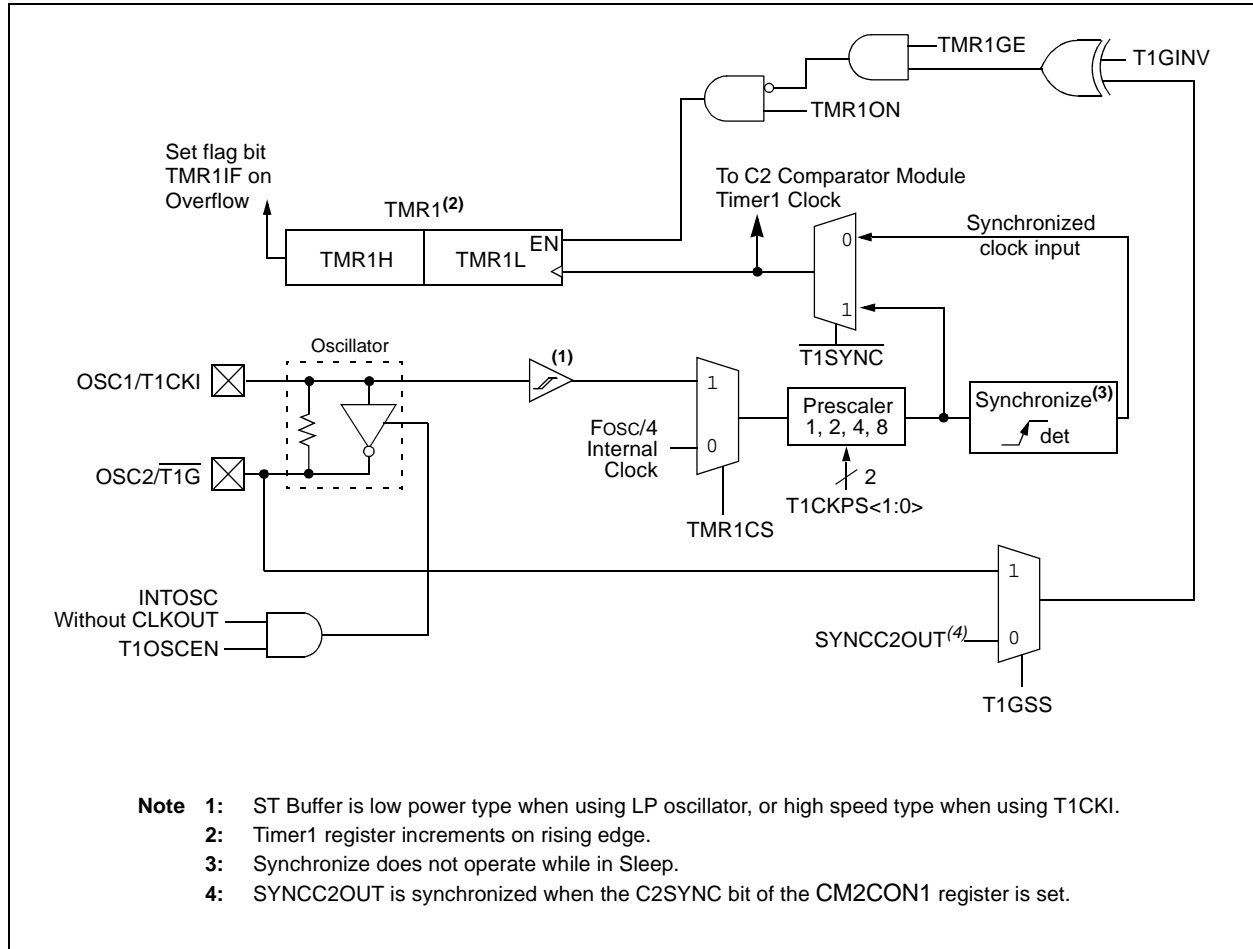 TMR1GE
T1GINV
TMR1ON
Set flag bit
TMR1IF on
Overflow
To C2 Comparator Module
Timer1 Clock
TMR1(2)
EN
TMR1H
TMR1L
0
Synchronized
clock input
1
T1SYNC
Oscillator
(1)
OSC1/T1CKI
1
FOSC/4
Internal
Clock
0
TMR1CS
Prescaler
1, 2, 4, 8
2
T1CKPS<1:0>
Synchronize(3)
det
OSC2/T1G
INTOSC
Without CLKOUT
T1OSCEN
1
SYNCC2OUT(4)
0
T1GSS
Note 1: ST Buffer is low power type when using LP oscillator, or high speed type when using T1CKI.
2: Timer1 register increments on rising edge.
3: Synchronize does not operate while in Sleep.
4: SYNCC2OUT is synchronized when the C2SYNC bit of the CM2CON1 register is set.